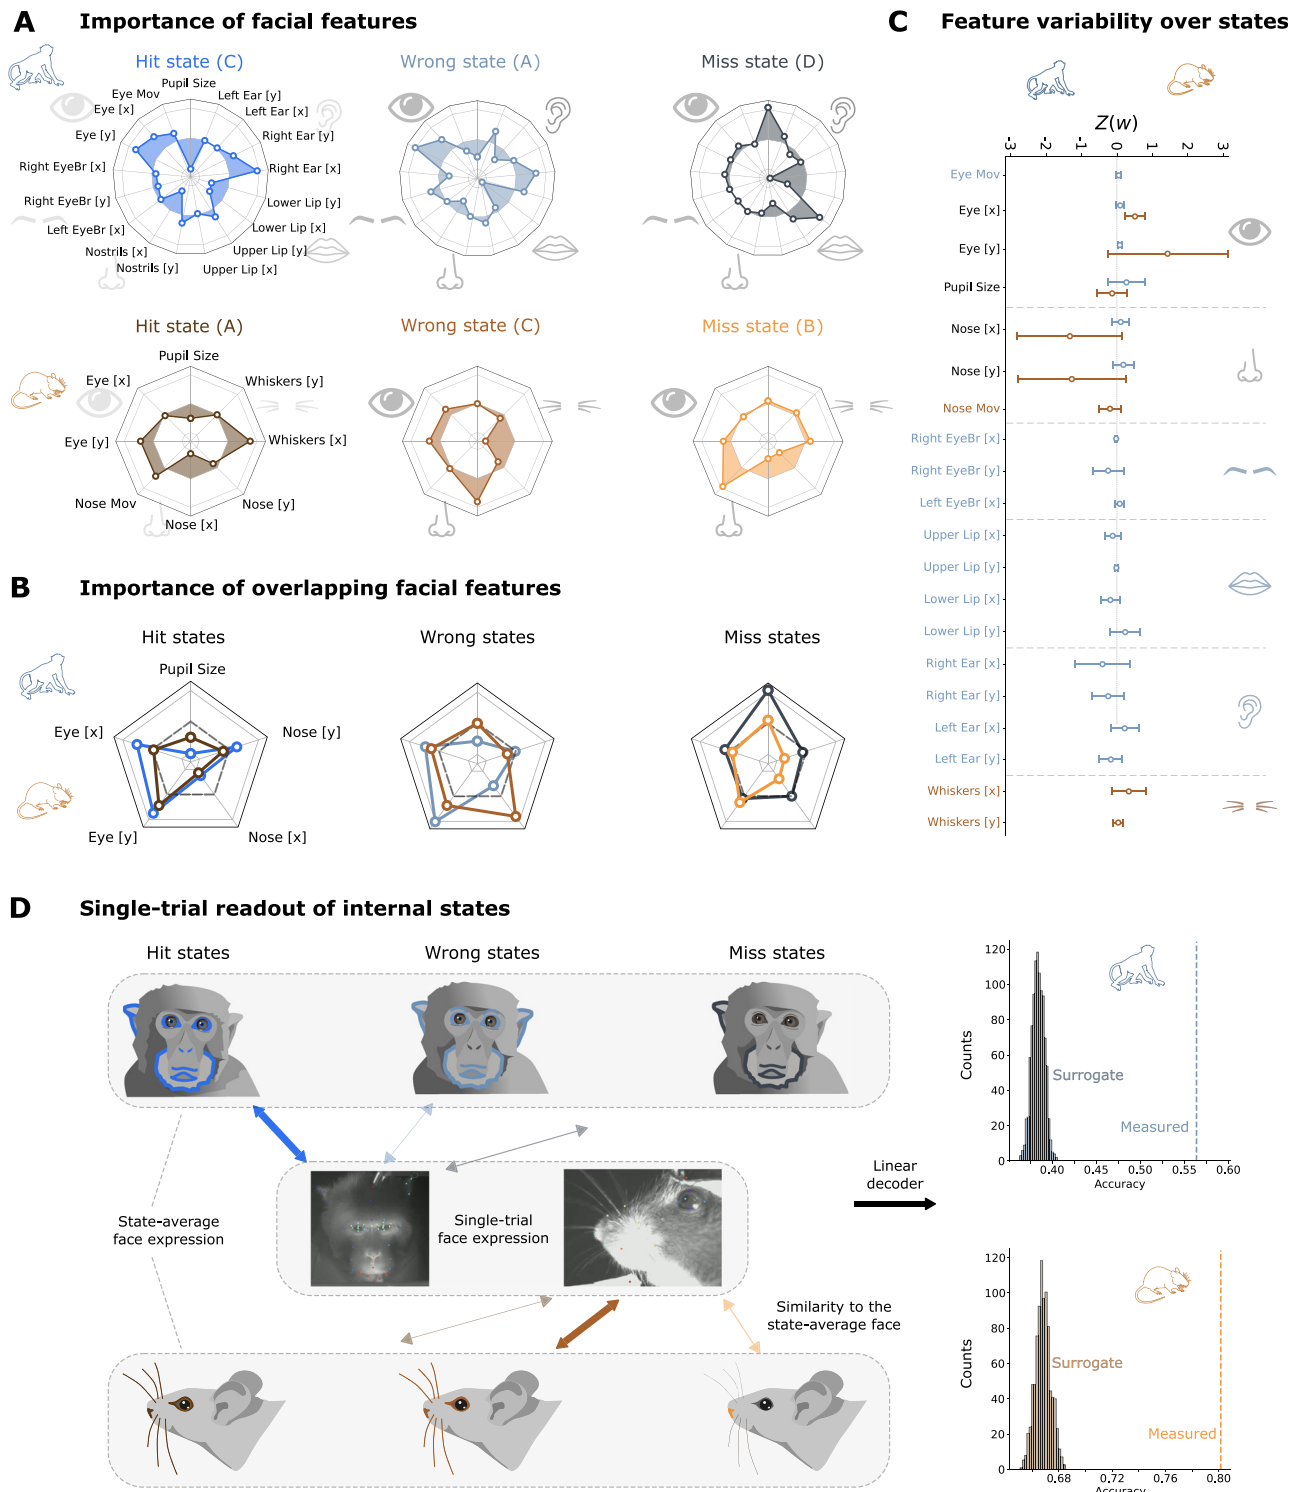 A Importance of facial features
Hit state (C)
Wrong state (A)
Miss state (D)
Pupil Size
Eye Mov
Left Ear [y]
Eye [x]
Left Ear [x]
Eye [y]
Right Ear [y]
Right EyeBr [x]
Right Ear [x]
Right EyeBr [y]
Lower Lip [y]
Left EyeBr [x]
Lower Lip [x]
Nostrils [x]
Upper Lip [y]
Nostrils [y]
Upper Lip [x]
Hit state (A)
Wrong state (C)
Miss state (B)
Pupil Size
Eye [x]
Whiskers [y]
Eye [y]
Whiskers [x]
Nose Mov
Nose [y]
Nose [x]
B Importance of overlapping facial features
Hit states
Wrong states
Miss states
Pupil Size
Eye [x]
Nose [y]
Eye [y]
Nose [x]
C Feature variability over states
Z(w)
-3 -2 -1 0 1 2 3
Eye Mov
Eye [x]
Eye [y]
Pupil Size
Nose [x]
Nose [y]
Nose Mov
Right EyeBr [x]
Right EyeBr [y]
Left EyeBr [x]
Upper Lip [x]
Upper Lip [y]
Lower Lip [x]
Lower Lip [y]
Right Ear [x]
Right Ear [y]
Left Ear [x]
Left Ear [y]
Whiskers [x]
Whiskers [y]
D Single-trial readout of internal states
Hit states
Wrong states
Miss states
State-average
face expression
Single-trial
face expression
Similarity to the
state-average face
Linear
decoder
120
100
80
60
40
20
0
Counts
Surrogate
Measured
0.40 0.45 0.50 0.55 0.60
Accuracy
120
100
80
60
40
20
0
Counts
Surrogate
Measured
0.68 0.72 0.76 0.80
Accuracy